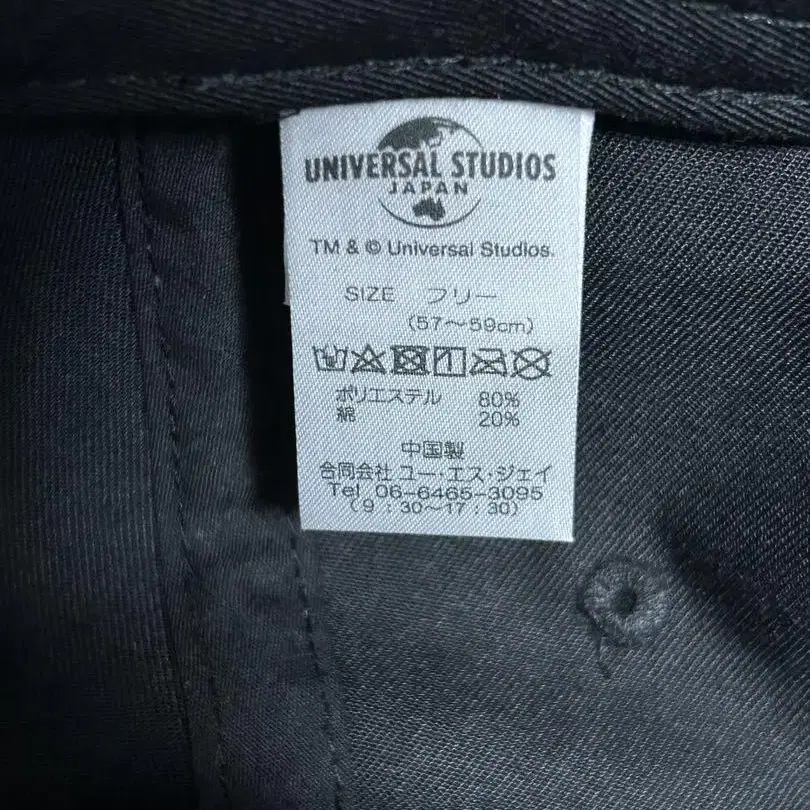 UNIVERSAL STUDIOS
JAPAN
TM & © Universal Studios.
SIZE フリー
(57〜59cm)
ポリエステル 80%
綿 20%
中国製
合同会社 ユー・エス・ジェイ
Tel 06-6465-3095
(9:30〜17:30)